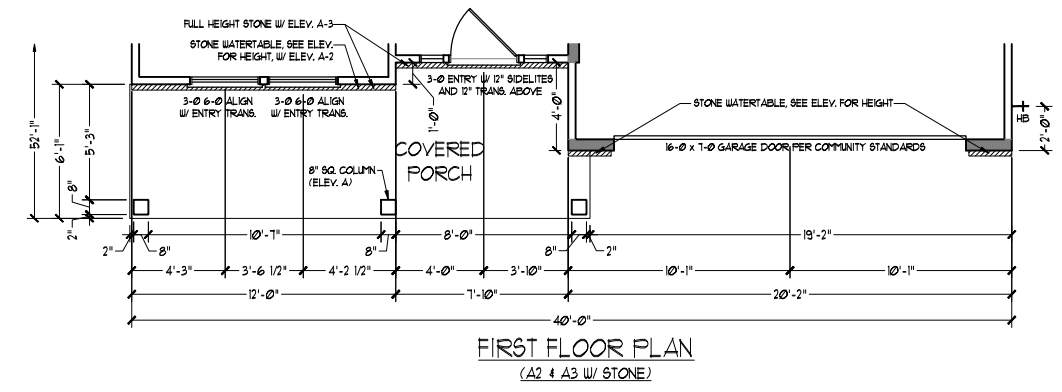 FULL HEIGHT STONE W/ ELEV. A-3
STONE WATERTABLE, SEE ELEV.
FOR HEIGHT, W/ ELEV. A-2
3-0 6-0 ALIGN
W/ ENTRY TRANS.
3-0 6-0 ALIGN
W/ ENTRY TRANS.
3-0 ENTRY W/ 12" SIDELITES
AND 12" TRANS. ABOVE
STONE WATERTABLE, SEE ELEV. FOR HEIGHT
HB
2'-0"
1'-0"
4'-0"
52'-1"
6'-1"
5'-3"
8"
2"
COVERED
PORCH
16-0 x 7-0 GARAGE DOOR PER COMMUNITY STANDARDS
8" SQ. COLUMN
(ELEV. A)
10'-7"
8'-0"
19'-2"
2"
8"
8"
8"
2"
4'-3"
3'-6 1/2"
4'-2 1/2"
4'-0"
3'-10"
10'-1"
10'-1"
12'-0"
7'-10"
20'-2"
40'-0"
FIRST FLOOR PLAN
(A2 & A3 W/ STONE)